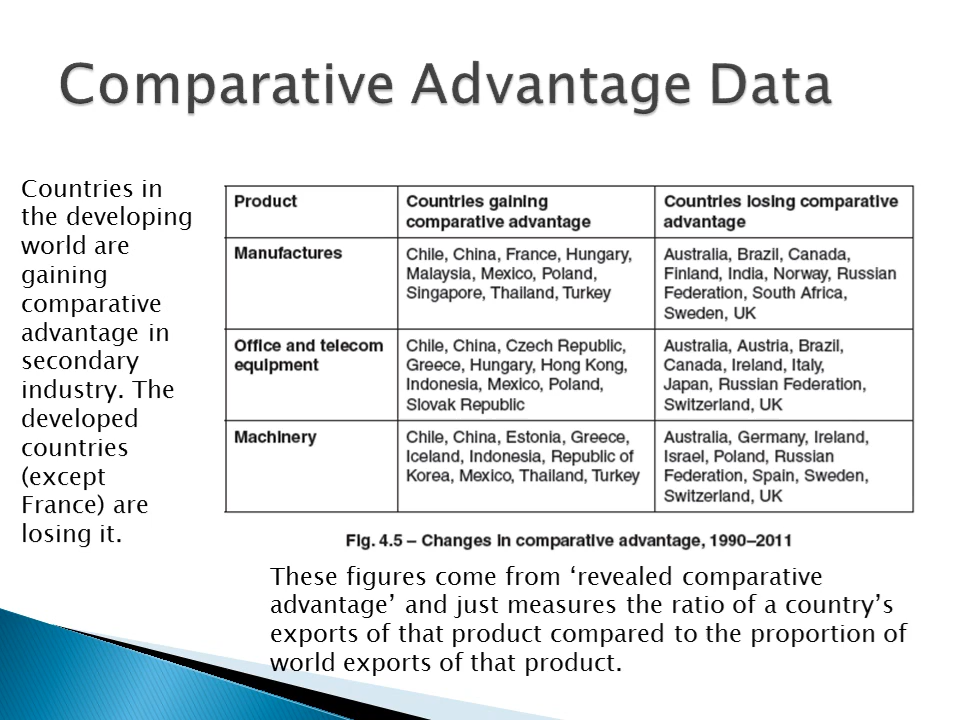 Comparative Advantage Data
Countries in
the developing
world are
gaining
comparative
advantage in
secondary
industry. The
developed
countries
(except
France) are
losing it.
Product
Countries gaining
comparative advantage
Countries losing comparative
advantage
Manufactures
Chile, China, France, Hungary,
Malaysia, Mexico, Poland,
Singapore, Thailand, Turkey
Australia, Brazil, Canada,
Finland, India, Norway, Russian
Federation, South Africa,
Sweden, UK
Office and telecom
equipment
Chile, China, Czech Republic,
Greece, Hungary, Hong Kong,
Indonesia, Mexico, Poland,
Slovak Republic
Australia, Austria, Brazil,
Canada, Ireland, Italy,
Japan, Russian Federation,
Switzerland, UK
Machinery
Chile, China, Estonia, Greece,
Iceland, Indonesia, Republic of
Korea, Mexico, Thailand, Turkey
Australia, Germany, Ireland,
Israel, Poland, Russian
Federation, Spain, Sweden,
Switzerland, UK
Fig. 4.5 – Changes in comparative advantage, 1990–2011
These figures come from ‘revealed comparative
advantage’ and just measures the ratio of a country’s
exports of that product compared to the proportion of
world exports of that product.